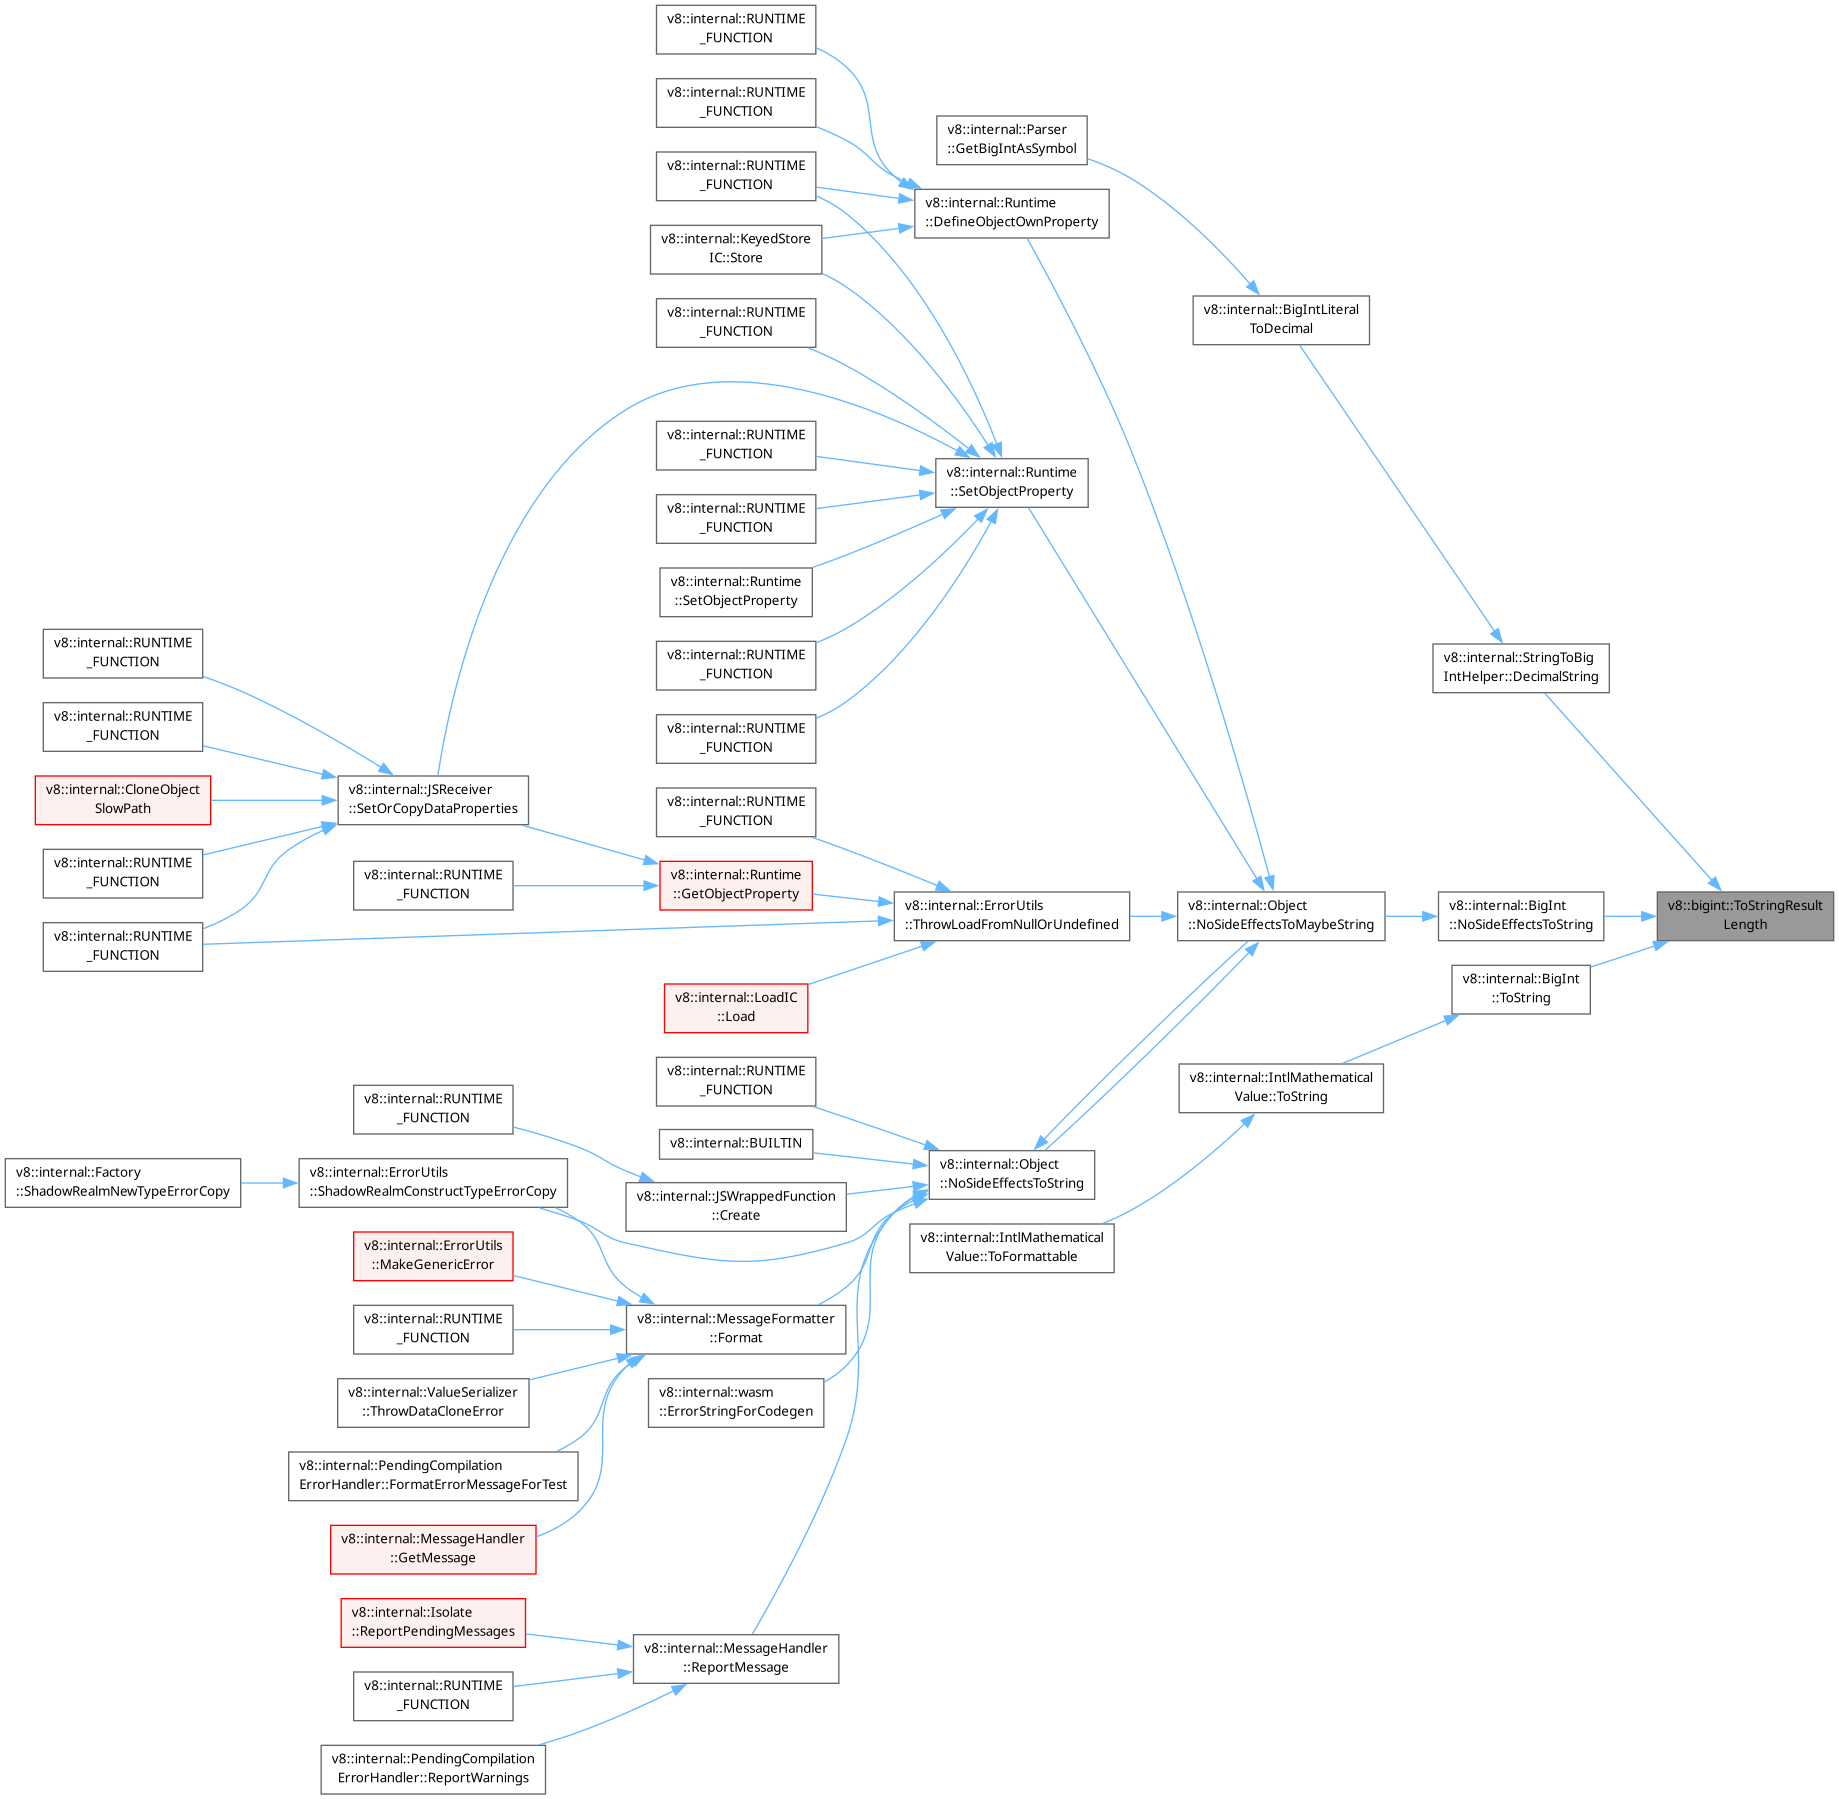 v8::internal::RUNTIME
_FUNCTION
v8::internal::RUNTIME
_FUNCTION
v8::internal::Parser
::GetBigIntAsSymbol
v8::internal::RUNTIME
_FUNCTION
v8::internal::Runtime
::DefineObjectOwnProperty
v8::internal::KeyedStore
IC::Store
v8::internal::RUNTIME
_FUNCTION
v8::internal::BigIntLiteral
ToDecimal
v8::internal::RUNTIME
_FUNCTION
v8::internal::Runtime
::SetObjectProperty
v8::internal::RUNTIME
_FUNCTION
v8::internal::Runtime
::SetObjectProperty
v8::internal::RUNTIME
_FUNCTION
v8::internal::RUNTIME
_FUNCTION
v8::internal::StringToBig
IntHelper::DecimalString
v8::internal::RUNTIME
_FUNCTION
v8::internal::RUNTIME
_FUNCTION
v8::internal::CloneObject
SlowPath
v8::internal::JSReceiver
::SetOrCopyDataProperties
v8::internal::RUNTIME
_FUNCTION
v8::internal::RUNTIME
_FUNCTION
v8::internal::RUNTIME
_FUNCTION
v8::internal::Runtime
::GetObjectProperty
v8::internal::RUNTIME
_FUNCTION
v8::internal::ErrorUtils
::ThrowLoadFromNullOrUndefined
v8::internal::Object
::NoSideEffectsToMaybeString
v8::internal::BigInt
::NoSideEffectsToString
v8::bigint::ToStringResult
Length
v8::internal::LoadIC
::Load
v8::internal::BigInt
::ToString
v8::internal::RUNTIME
_FUNCTION
v8::internal::IntlMathematical
Value::ToString
v8::internal::RUNTIME
_FUNCTION
v8::internal::BUILTIN
v8::internal::Factory
::ShadowRealmNewTypeErrorCopy
v8::internal::ErrorUtils
::ShadowRealmConstructTypeErrorCopy
v8::internal::JSWrappedFunction
::Create
v8::internal::Object
::NoSideEffectsToString
v8::internal::IntlMathematical
Value::ToFormattable
v8::internal::ErrorUtils
::MakeGenericError
v8::internal::RUNTIME
_FUNCTION
v8::internal::MessageFormatter
::Format
v8::internal::ValueSerializer
::ThrowDataCloneError
v8::internal::wasm
::ErrorStringForCodegen
v8::internal::PendingCompilation
ErrorHandler::FormatErrorMessageForTest
v8::internal::MessageHandler
::GetMessage
v8::internal::Isolate
::ReportPendingMessages
v8::internal::MessageHandler
::ReportMessage
v8::internal::RUNTIME
_FUNCTION
v8::internal::PendingCompilation
ErrorHandler::ReportWarnings